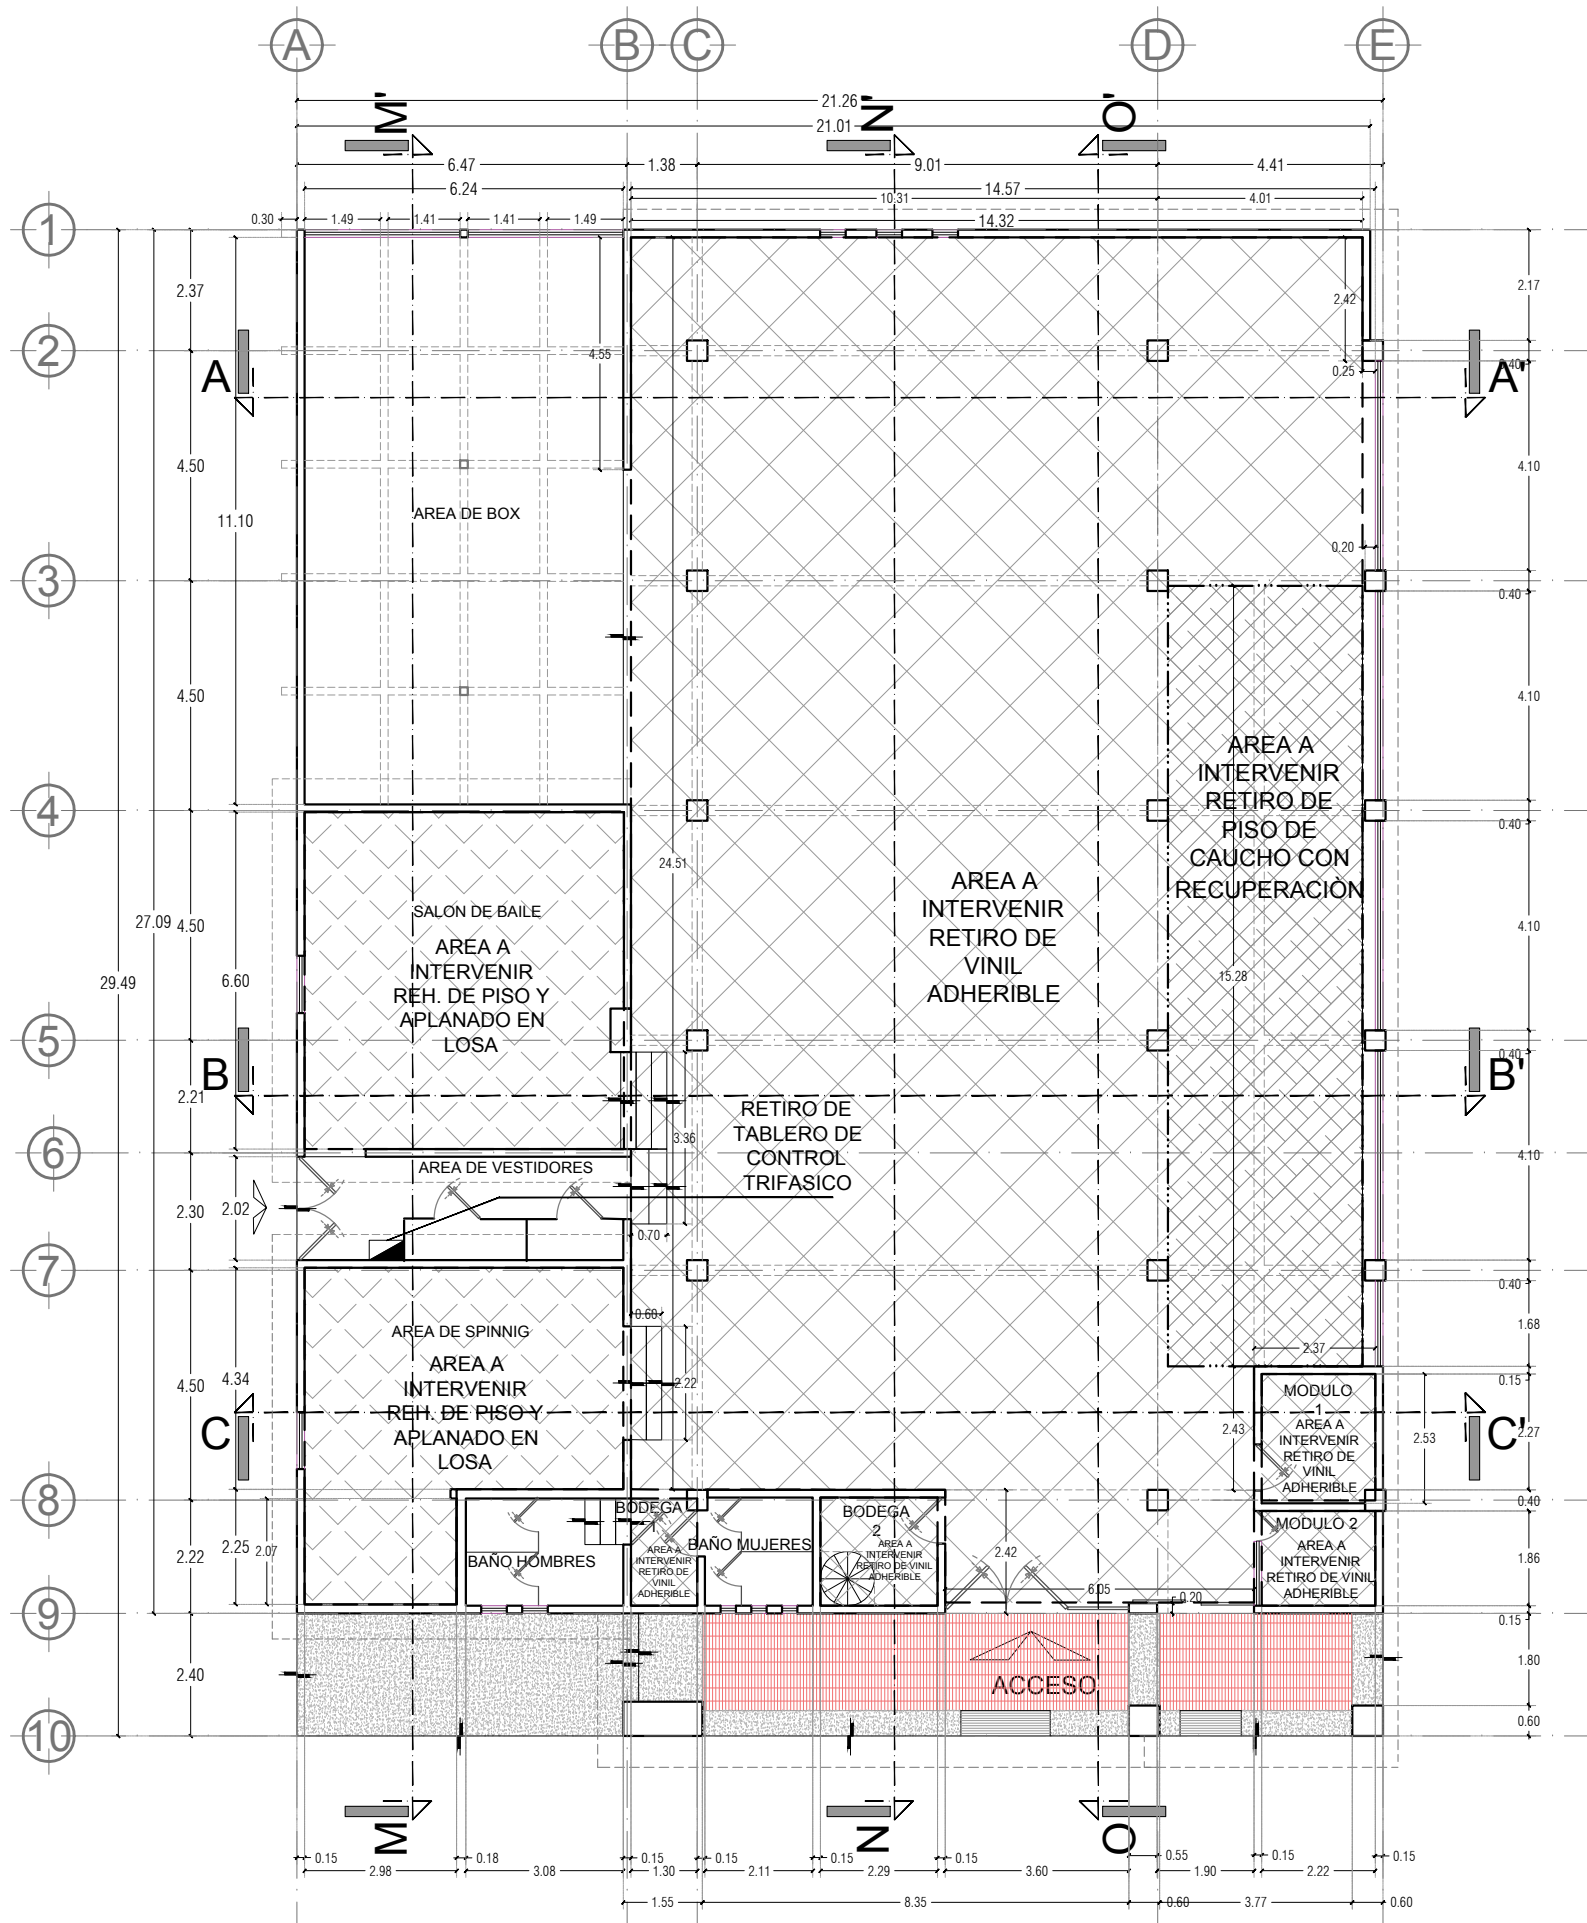 A B C D E
21.26
M' N' O'
21.01
6.47 1.38 9.01 4.41
6.24 14.57
10.31 4.01
0.30 1.49 1.41 1.41 1.49 14.32
1
2.37 2.42 2.17
2
4.55
0.40
A 0.25 A'
4.50 4.10
11.10 AREA DE BOX
0.20
3
0.40
4.50 4.10
AREA A
INTERVENIR
RETIRO DE
PISO DE
CAUCHO CON
RECUPERACIÒN
4
0.40
24.51
AREA A
INTERVENIR
RETIRO DE
VINIL
ADHERIBLE
SALON DE BAILE
AREA A
INTERVENIR
REH. DE PISO Y
APLANADO EN
LOSA
27.09 4.50 4.10
29.49 6.60 15.28
5
0.40
B B'
2.21
RETIRO DE
TABLERO DE
CONTROL
TRIFASICO
3.36
6
4.10
AREA DE VESTIDORES
2.30 2.02
0.70
7
0.40
0.60
1.68
AREA DE SPINNIG
AREA A
INTERVENIR
REH. DE PISO Y
APLANADO EN
LOSA
2.37
4.50 4.34 2.22 0.15
MODULO
1
AREA A
INTERVENIR
RETIRO DE
VINIL
ADHERIBLE
C 2.43 2.53 C' 2.27
8
0.40
BODEGA
1
AREA A
INTERVENIR
RETIRO DE
VINIL
ADHERIBLE
BODEGA
2
AREA A
INTERVENIR
RETIRO DE VINIL
ADHERIBLE
MODULO 2
AREA A
INTERVENIR
RETIRO DE VINIL
ADHERIBLE
BAÑO HOMBRES BAÑO MUJERES
2.22 2.25 2.07 2.42 1.86
6.05
0.20
9
0.15
2.40 1.80
ACCESO
0.60
10
M N O
0.15 0.18 0.15 0.15 0.15 0.15 0.55 0.15 0.15
2.98 3.08 1.30 2.11 2.29 3.60 1.90 2.22
1.55 8.35 0.60 3.77 0.60